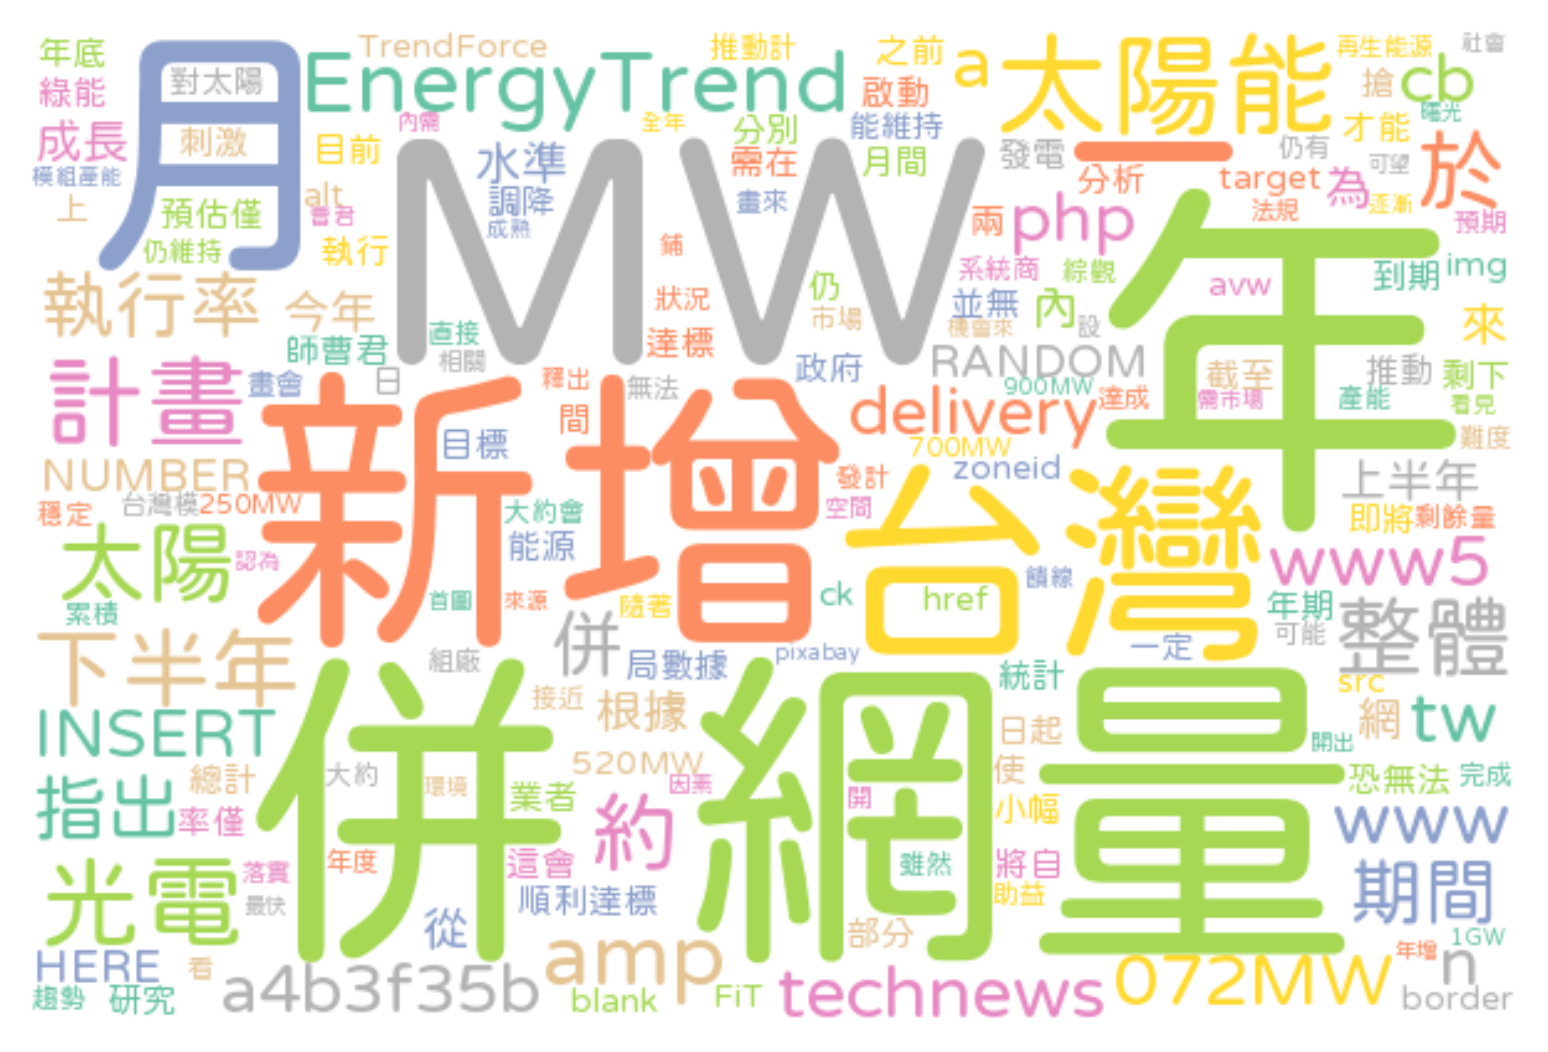 年底
TrendForce
推動計
之前
a
太陽能
再生能源
社會
綠能
月
對太陽
EnergyTrend
啟動
搶
cb
曙光
成長
刺激
目前
內需
全年
分別
能維持
才能
模組產能
水準
MW
需在
月間
發電
一
仍有
可望
於
上
預估僅
alt
曹君
調降
畫來
分析
target
為
逐漸
仍維持
執行
成熟
鋪
兩
php
法規
預期
年
執行率
今年
狀況
仍
市場
系統商
綜觀
並無
內
設
avw
到期
img
師曹君
直接
相關
達標
機會來
來
計畫
畫會
日
釋出
無法
政府
RANDOM
900MW
截至
推動
剩下
新增
間
delivery
達成
需市場
產能
看見
目標
700MW
難度
NUMBER
發計
台灣
zoneid
上半年
穩定
台灣模
250MW
大約會
空間
即將
剩餘量
太陽
認為
能源
饋線
www5
累積
首圖
來源
隨著
ck
href
年期
整體
下半年
組廠
併
局數據
pixabay
一定
可能
統計
src
INSERT
併網量
接近
根據
日起
網
tw
開出
指出
總計
大約
環境
520MW
因素
使
恐無法
完成
率僅
業者
約
開
小幅
www
光電
落實
年度
這會
雖然
將自
期間
最快
從
順利達標
部分
助益
HERE
看
amp
年增
1GW
趨勢
研究
a4b3f35b
blank
FiT
technews
072MW
n
border